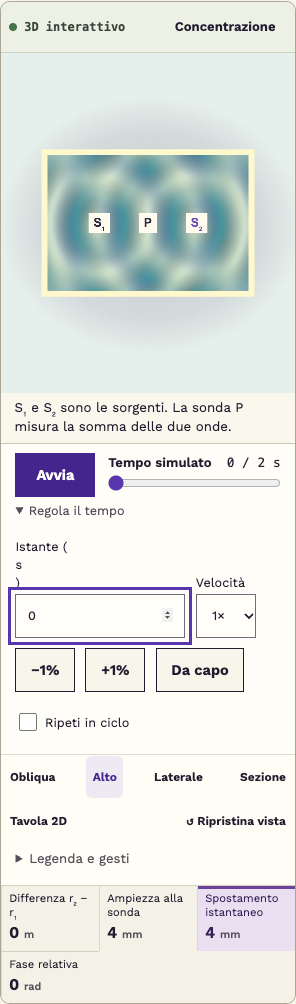 3D interattivo Concentrazione
S₁ P S₂
S₁ e S₂ sono le sorgenti. La sonda P
misura la somma delle due onde.
Avvia
Tempo simulato 0 / 2 s
▼ Regola il tempo
Istante (
s
)
Velocità
0
1×
−1% +1% Da capo
Ripeti in ciclo
Obliqua Alto Laterale Sezione
Tavola 2D ↺ Ripristina vista
▶ Legenda e gesti
Differenza r₂ −
r₁
0 m
Ampiezza alla
sonda
4 mm
Spostamento
istantaneo
4 mm
Fase relativa
0 rad